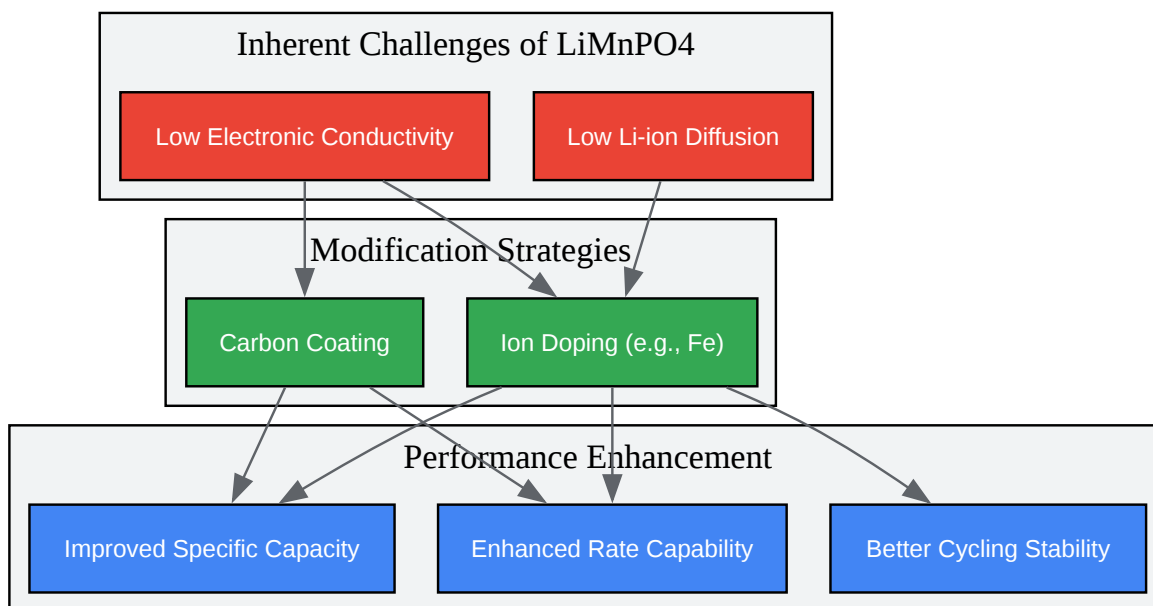 Inherent Challenges of LiMnPO4
Low Electronic Conductivity
Low Li-ion Diffusion
Modification Strategies
Carbon Coating
Ion Doping (e.g., Fe)
Performance Enhancement
Improved Specific Capacity
Enhanced Rate Capability
Better Cycling Stability